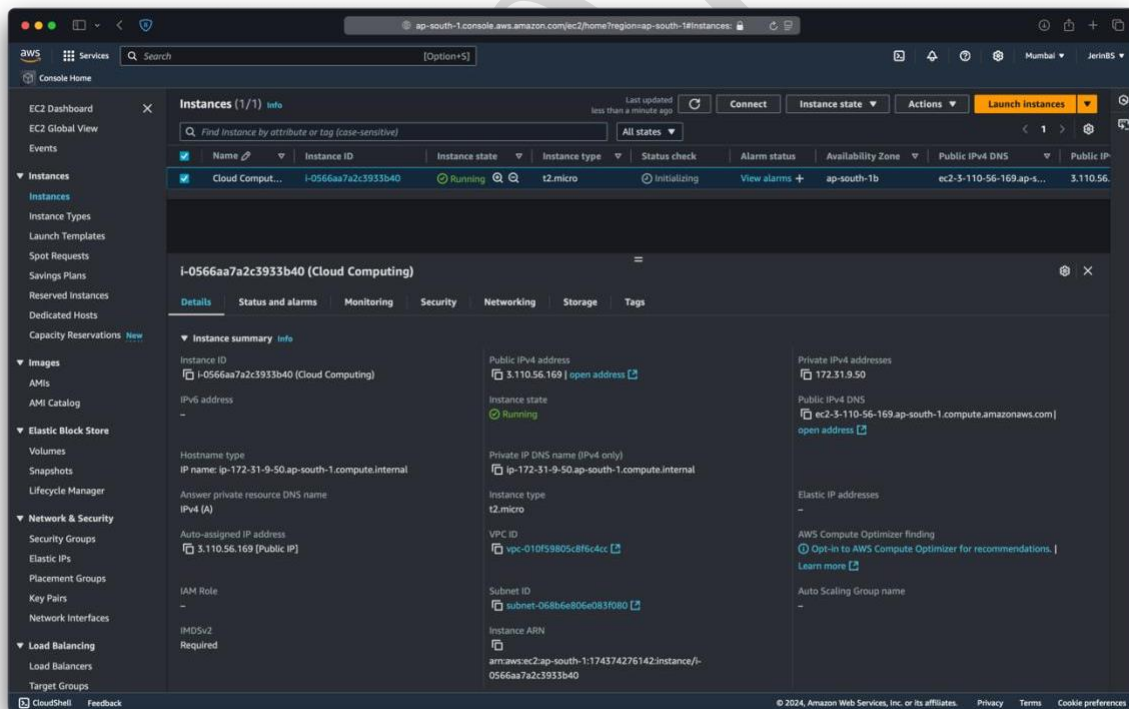 ap-south-1.console.aws.amazon.com/ec2/home?region=ap-south-1#Instances:
aws Services Search [Option+S] Mumbai ▼ JerinBS ▼
Console Home
EC2 Dashboard
EC2 Global View
Events
▼ Instances
Instances
Instance Types
Launch Templates
Spot Requests
Savings Plans
Reserved Instances
Dedicated Hosts
Capacity Reservations New
▼ Images
AMIs
AMI Catalog
▼ Elastic Block Store
Volumes
Snapshots
Lifecycle Manager
▼ Network & Security
Security Groups
Elastic IPs
Placement Groups
Key Pairs
Network Interfaces
▼ Load Balancing
Load Balancers
Target Groups
Instances (1/1) Info
Last updated
less than a minute ago
Connect Instance state ▼ Actions ▼ Launch instances ▼
Find Instance by attribute or tag (case-sensitive) All states ▼ < 1 >
Name Instance ID Instance state Instance type Status check Alarm status Availability Zone Public IPv4 DNS Public IP
Cloud Comput... i-0566aa7a2c3933b40 Running t2.micro Initializing View alarms + ap-south-1b ec2-3-110-56-169.ap-s... 3.110.56.
i-0566aa7a2c3933b40 (Cloud Computing)
Details Status and alarms Monitoring Security Networking Storage Tags
▼ Instance summary Info
Instance ID
i-0566aa7a2c3933b40 (Cloud Computing)
Public IPv4 address
3.110.56.169 | open address
Private IPv4 addresses
172.31.9.50
IPv6 address
–
Instance state
Running
Public IPv4 DNS
ec2-3-110-56-169.ap-south-1.compute.amazonaws.com |
open address
Hostname type
IP name: ip-172-31-9-50.ap-south-1.compute.internal
Private IP DNS name (IPv4 only)
ip-172-31-9-50.ap-south-1.compute.internal
Answer private resource DNS name
IPv4 (A)
Instance type
t2.micro
Elastic IP addresses
–
Auto-assigned IP address
3.110.56.169 [Public IP]
VPC ID
vpc-010f59805c8f6c4cc
AWS Compute Optimizer finding
Opt-in to AWS Compute Optimizer for recommendations. |
Learn more
IAM Role
–
Subnet ID
subnet-068b6e806e083f080
Auto Scaling Group name
–
IMDSv2
Required
Instance ARN
arn:aws:ec2:ap-south-1:174374276142:instance/i-
0566aa7a2c3933b40
CloudShell Feedback © 2024, Amazon Web Services, Inc. or its affiliates. Privacy Terms Cookie preferences